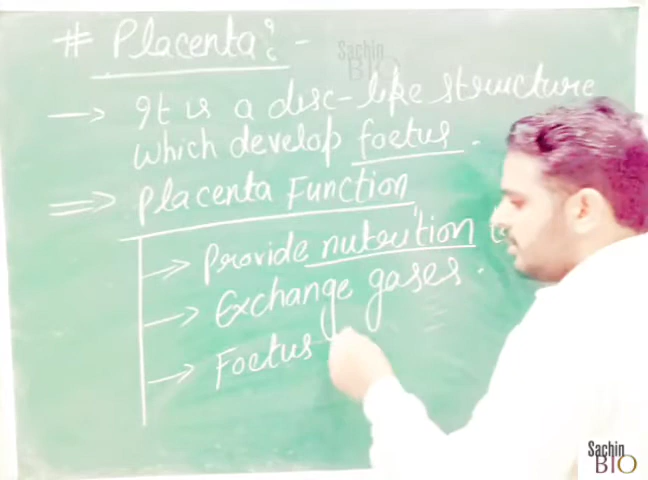 # Placenta:-
Sachin
BIO
→ It is a disc-like structure
which develop foetus.
⇒ Placenta Function
→ Provide nutrition
→ Exchange gases.
→ Foetus
Sachin
BIO